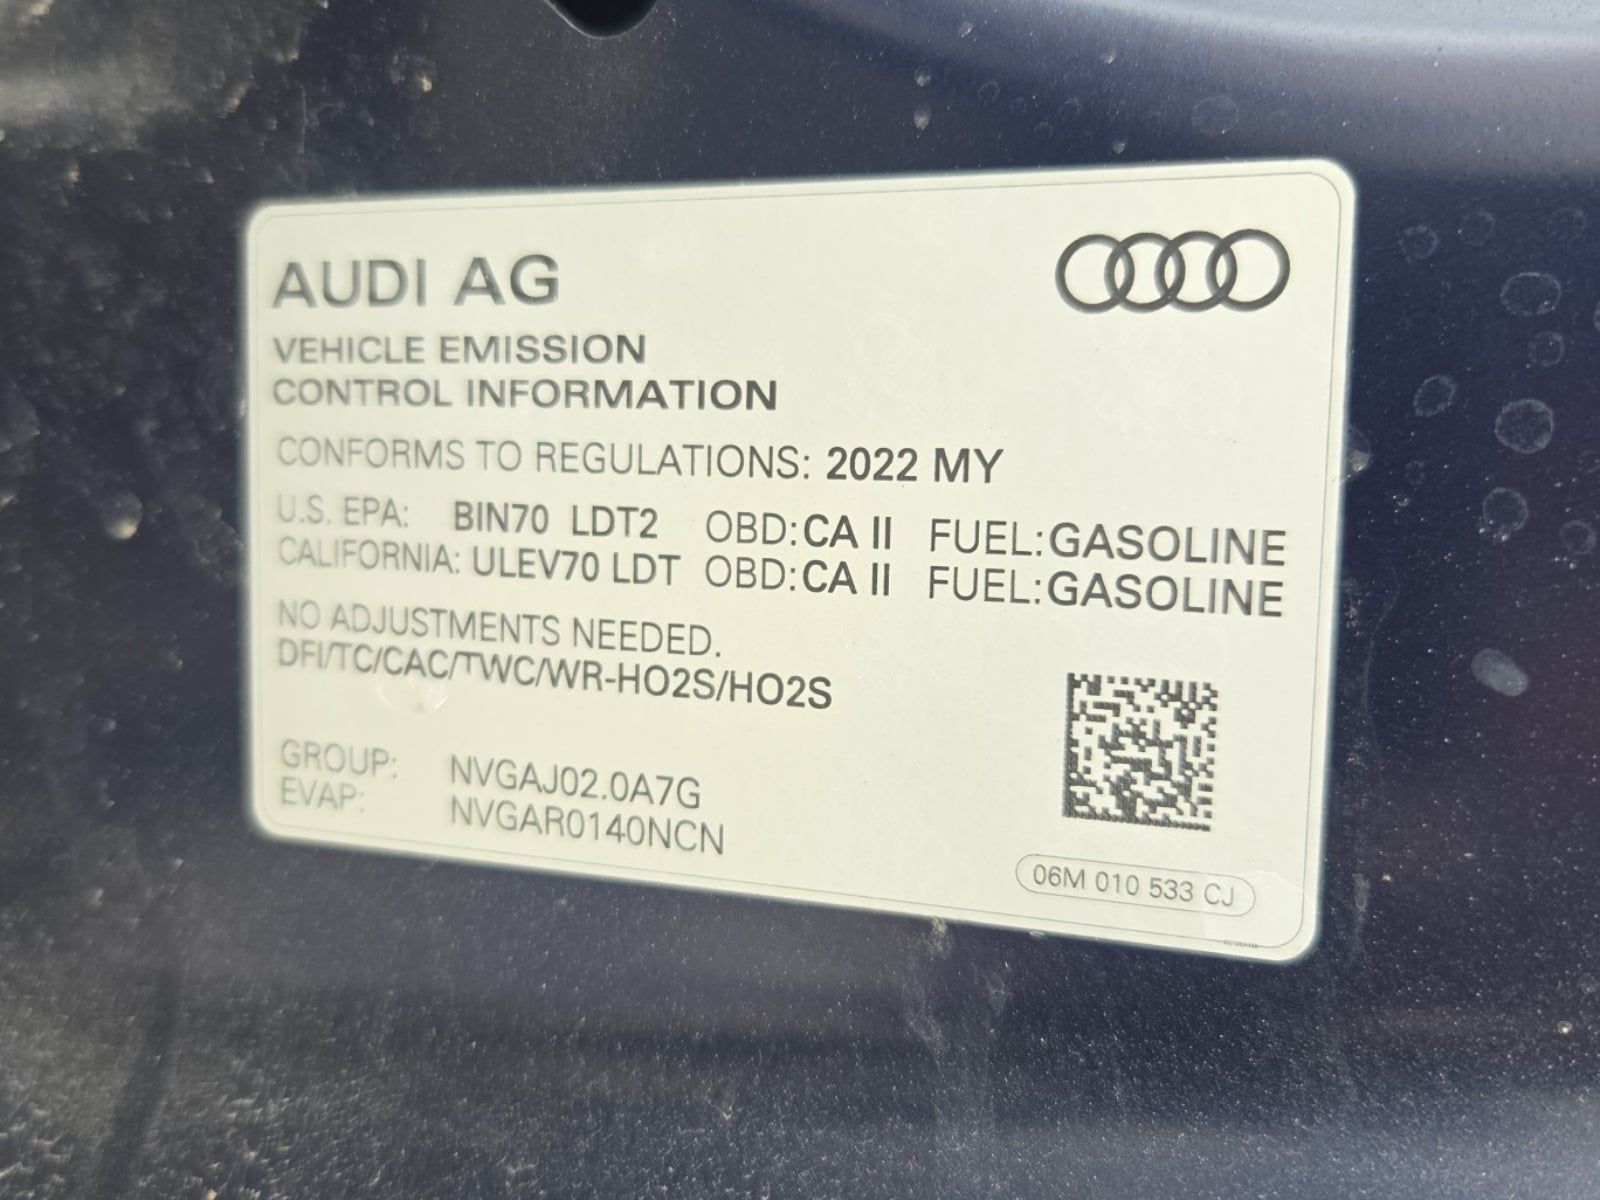 AUDI AG
VEHICLE EMISSION
CONTROL INFORMATION
CONFORMS TO REGULATIONS: 2022 MY
U.S. EPA: BIN70 LDT2 OBD:CA II FUEL:GASOLINE
CALIFORNIA: ULEV70 LDT OBD:CA II FUEL:GASOLINE
NO ADJUSTMENTS NEEDED.
DFI/TC/CAC/TWC/WR-HO2S/HO2S
GROUP: NVGAJ02.0A7G
EVAP: NVGAR0140NCN
06M 010 533 CJ